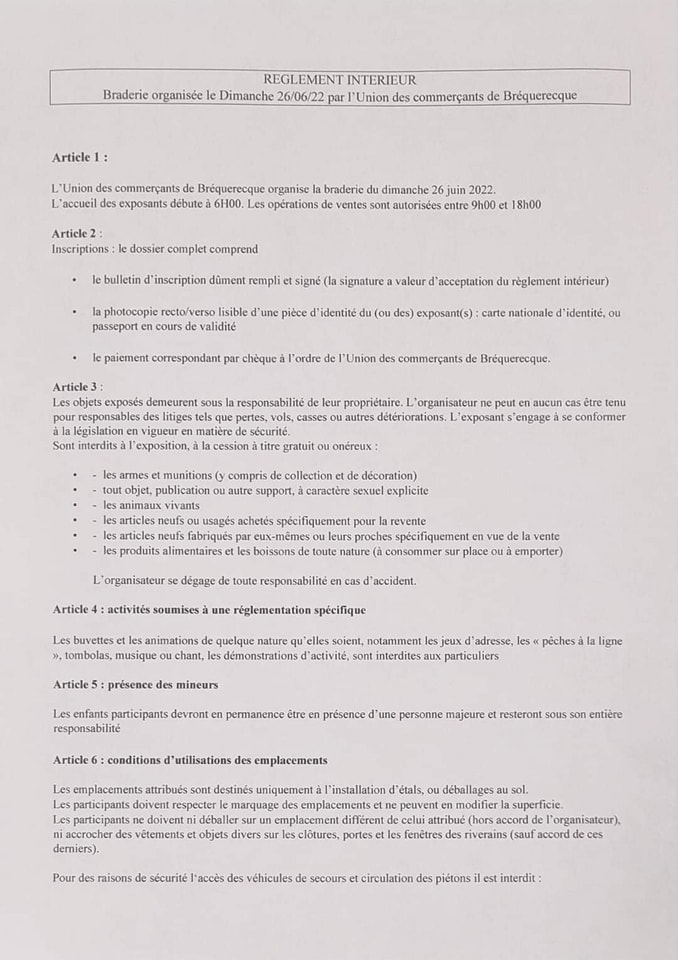 REGLEMENT INTERIEUR
Braderie organisée le Dimanche 26/06/22 par l'Union des commerçants de Bréquerecque
Article 1 :
L'Union des commerçants de Bréquerecque organise la braderie du dimanche 26 juin 2022.
L'accueil des exposants débute à 6H00. Les opérations de ventes sont autorisées entre 9h00 et 18h00
Article 2 :
Inscriptions : le dossier complet comprend
• le bulletin d'inscription dûment rempli et signé (la signature a valeur d'acceptation du règlement intérieur)
• la photocopie recto/verso lisible d'une pièce d'identité du (ou des) exposant(s) : carte nationale d'identité, ou
passeport en cours de validité
• le paiement correspondant par chèque à l'ordre de l'Union des commerçants de Bréquerecque.
Article 3 :
Les objets exposés demeurent sous la responsabilité de leur propriétaire. L'organisateur ne peut en aucun cas être tenu
pour responsables des litiges tels que pertes, vols, casses ou autres détériorations. L'exposant s'engage à se conformer
à la législation en vigueur en matière de sécurité.
Sont interdits à l'exposition, à la cession à titre gratuit ou onéreux :
• - les armes et munitions (y compris de collection et de décoration)
• - tout objet, publication ou autre support, à caractère sexuel explicite
• - les animaux vivants
• - les articles neufs ou usagés achetés spécifiquement pour la revente
• - les articles neufs fabriqués par eux-mêmes ou leurs proches spécifiquement en vue de la vente
• - les produits alimentaires et les boissons de toute nature (à consommer sur place ou à emporter)
L'organisateur se dégage de toute responsabilité en cas d'accident.
Article 4 : activités soumises à une réglementation spécifique
Les buvettes et les animations de quelque nature qu'elles soient, notamment les jeux d'adresse, les « pêches à la ligne
», tombolas, musique ou chant, les démonstrations d'activité, sont interdites aux particuliers
Article 5 : présence des mineurs
Les enfants participants devront en permanence être en présence d'une personne majeure et resteront sous son entière
responsabilité
Article 6 : conditions d'utilisations des emplacements
Les emplacements attribués sont destinés uniquement à l'installation d'étals, ou déballages au sol.
Les participants doivent respecter le marquage des emplacements et ne peuvent en modifier la superficie.
Les participants ne doivent ni déballer sur un emplacement différent de celui attribué (hors accord de l'organisateur),
ni accrocher des vêtements et objets divers sur les clôtures, portes et les fenêtres des riverains (sauf accord de ces
derniers).
Pour des raisons de sécurité l'accès des véhicules de secours et circulation des piétons il est interdit :